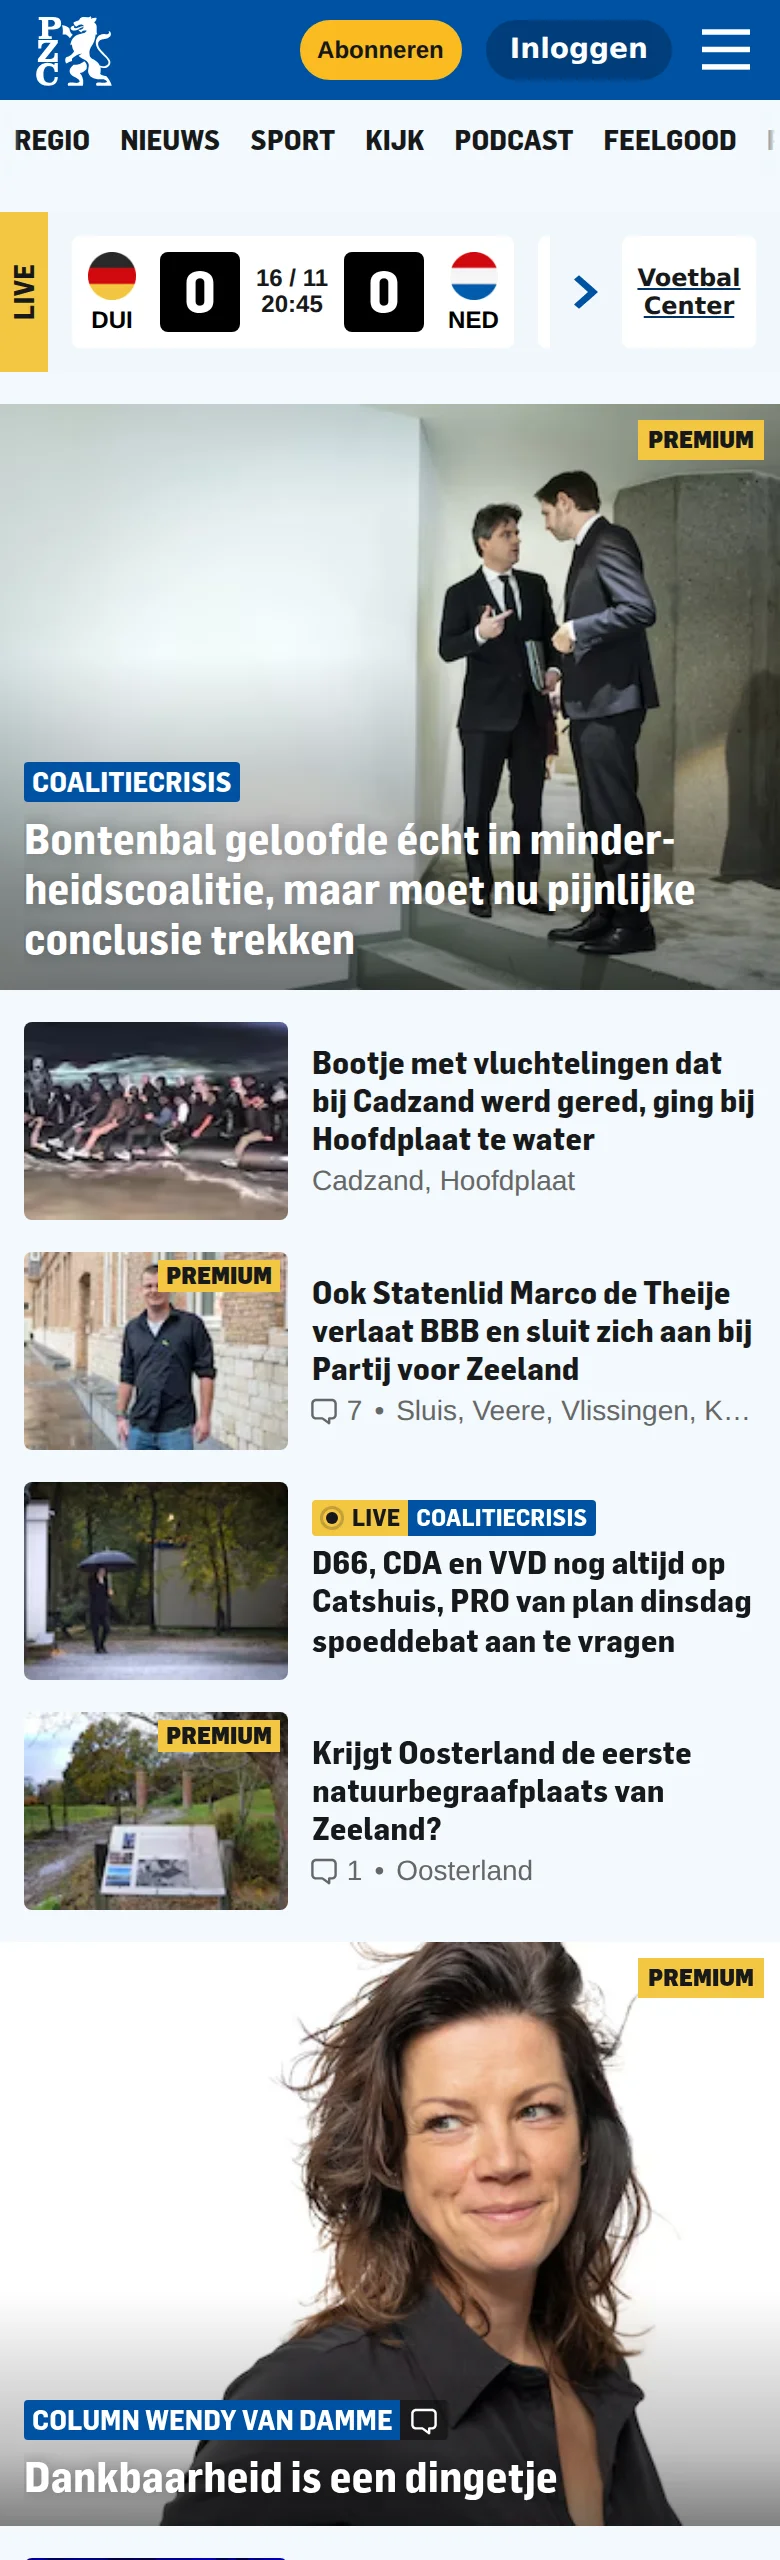 PZC
Abonneren
Inloggen
REGIO NIEUWS SPORT KIJK PODCAST FEELGOOD
LIVE
DUI
0
16 / 11
20:45
0
NED
Voetbal
Center
PREMIUM
COALITIECRISIS
Bontenbal geloofde écht in minder-
heidscoalitie, maar moet nu pijnlijke
conclusie trekken
Bootje met vluchtelingen dat
bij Cadzand werd gered, ging bij
Hoofdplaat te water
Cadzand, Hoofdplaat
PREMIUM
Ook Statenlid Marco de Theije
verlaat BBB en sluit zich aan bij
Partij voor Zeeland
7 • Sluis, Veere, Vlissingen, K…
LIVE COALITIECRISIS
D66, CDA en VVD nog altijd op
Catshuis, PRO van plan dinsdag
spoeddebat aan te vragen
PREMIUM
Krijgt Oosterland de eerste
natuurbegraafplaats van
Zeeland?
1 • Oosterland
PREMIUM
COLUMN WENDY VAN DAMME
Dankbaarheid is een dingetje